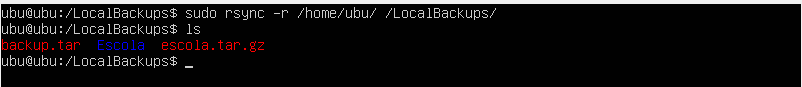 ubu@ubu:/LocalBackups$ sudo rsync -r /home/ubu/ /LocalBackups/
ubu@ubu:/LocalBackups$ ls
backup.tar  Escola  escola.tar.gz
ubu@ubu:/LocalBackups$ _